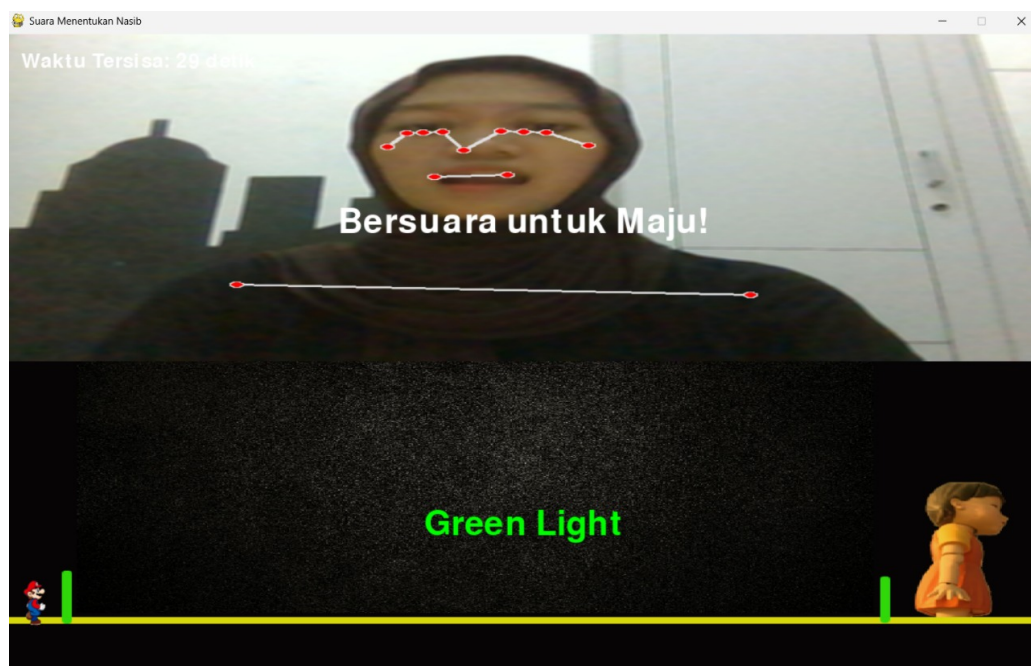 Suara Menentukan Nasib
Waktu Tersisa: 29 detik
Bersuara untuk Maju!
Green Light